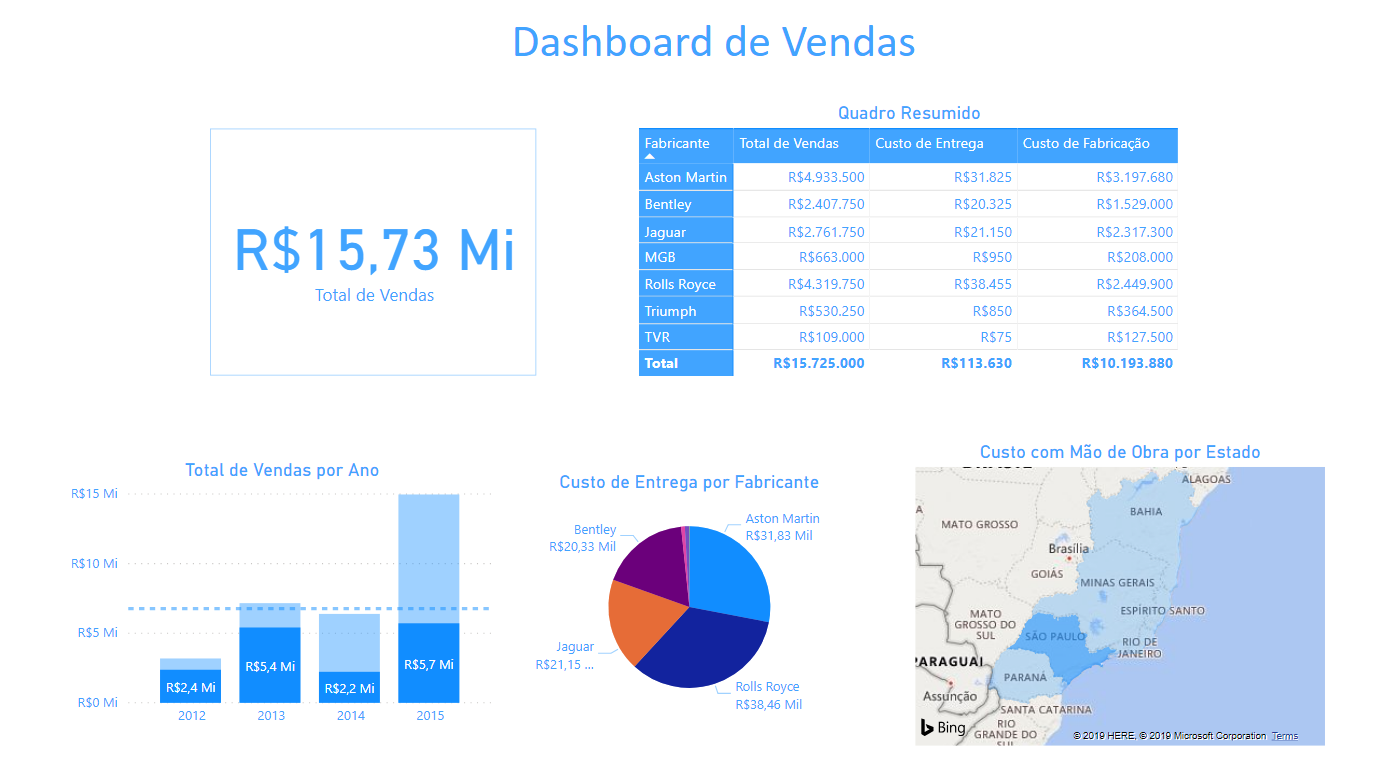 Dashboard de Vendas
R$15,73 Mi
Total de Vendas
Quadro Resumido
Fabricante Total de Vendas Custo de Entrega Custo de Fabricação
Aston Martin R$4.933.500 R$31.825 R$3.197.680
Bentley R$2.407.750 R$20.325 R$1.529.000
Jaguar R$2.761.750 R$21.150 R$2.317.300
MGB R$663.000 R$950 R$208.000
Rolls Royce R$4.319.750 R$38.455 R$2.449.900
Triumph R$530.250 R$850 R$364.500
TVR R$109.000 R$75 R$127.500
Total R$15.725.000 R$113.630 R$10.193.880
Total de Vendas por Ano
R$15 Mi
R$10 Mi
R$5 Mi
R$0 Mi
R$2,4 Mi
R$5,4 Mi
R$2,2 Mi
R$5,7 Mi
2012 2013 2014 2015
Custo de Entrega por Fabricante
Aston Martin
R$31,83 Mil
Bentley
R$20,33 Mil
Jaguar
R$21,15 ...
Rolls Royce
R$38,46 Mil
Custo com Mão de Obra por Estado
ALAGOAS
BAHIA
MATO GROSSO
Brasília
GOIÁS
MINAS GERAIS
ESPÍRITO SANTO
MATO
GROSSO DO
SUL
SÃO PAULO
RIO DE
JANEIRO
PARAGUAI
PARANÁ
Assunção
SANTA CATARINA
RIO
GRANDE DO
SUL
Bing
© 2019 HERE, © 2019 Microsoft Corporation Terms